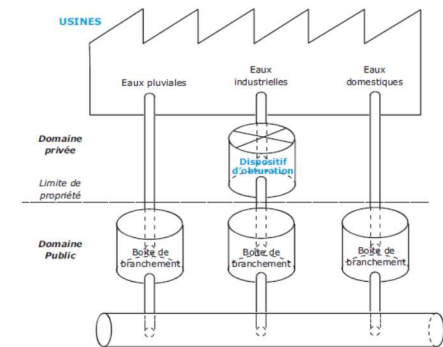 USINES
Eaux pluviales
Eaux
industrielles
Eaux
domestiques
Domaine
privée
Dispositif
d'obturation
Limite de
propriété
Domaine
Public
Boite de
branchement
Boite de
branchement
Boite de
branchement